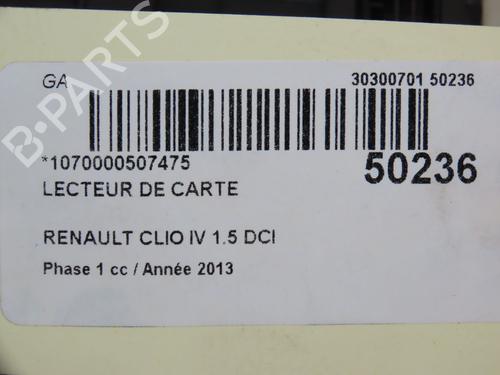 GA
30300701 50236
*1070000507475
50236
LECTEUR DE CARTE
RENAULT CLIO IV 1.5 DCI
Phase 1 cc / Année 2013
B-PARTS